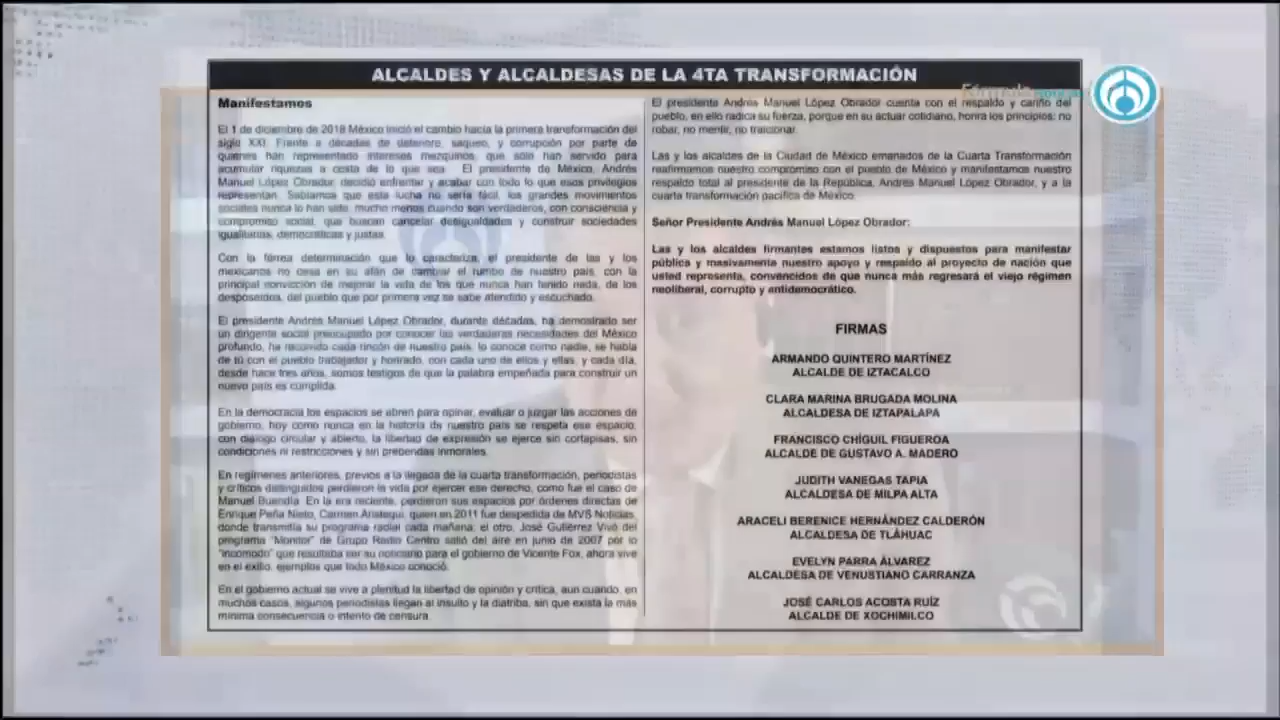 ALCALDES Y ALCALDESAS DE LA 4TA TRANSFORMACIÓN
Manifestamos
El 1 de diciembre de 2018 México inició el cambio hacia la primera transformación del
siglo XXI. Frente a décadas de deterioro, saqueo, y corrupción por parte de
quienes han representado intereses mezquinos, que sólo han servido para
acumular riquezas a costa de lo que sea. El presidente de México, Andrés
Manuel López Obrador, decidió enfrentar y acabar con todo lo que esos privilegios
representan. Sabíamos que esta lucha no sería fácil, los grandes movimientos
sociales nunca lo han sido, mucho menos cuando son verdaderos, con consciencia y
compromiso social, que buscan cancelar desigualdades y construir sociedades
igualitarias, democráticas y justas.
Con la férrea determinación que lo caracteriza, el presidente de las y los
mexicanos no cesa en su afán de cambiar el rumbo de nuestro país, con la
principal convicción de mejorar la vida de los que nunca han tenido nada, de los
desposeídos, del pueblo que por primera vez se sabe atendido y escuchado.
El presidente Andrés Manuel López Obrador, durante décadas, ha demostrado ser
un dirigente social preocupado por conocer las verdaderas necesidades del México
profundo, ha recorrido cada rincón de nuestro país, lo conoce como nadie, se habla
de tú con el pueblo trabajador y honrado, con cada uno de ellos y ellas, y cada día,
desde hace tres años, somos testigos de que la palabra empeñada para construir un
nuevo país es cumplida.
En la democracia los espacios se abren para opinar, evaluar o juzgar las acciones de
gobierno, hoy como nunca en la historia de nuestro país se respeta ese espacio,
con diálogo circular y abierto, la libertad de expresión se ejerce sin cortapisas, sin
condiciones ni restricciones y sin prebendas inmorales.
En regímenes anteriores, previos a la llegada de la cuarta transformación, periodistas
y críticos distinguidos perdieron la vida por ejercer ese derecho, como fue el caso de
Manuel Buendía. En la era reciente, perdieron sus espacios por órdenes directas de
Enrique Peña Nieto, Carmen Aristegui, quien en 2011 fue despedida de MVS Noticias,
donde transmitía su programa radial cada mañana; el otro, José Gutiérrez Vivó del
programa "Monitor" de Grupo Radio Centro salió del aire en junio de 2007 por lo
"incómodo" que resultaba ser su noticiario para el gobierno de Vicente Fox, ahora vive
en el exilio, ejemplos que todo México conoció.
En el gobierno actual se vive a plenitud la libertad de opinión y crítica, aun cuando, en
muchos casos, algunos periodistas llegan al insulto y la diatriba, sin que exista la más
mínima consecuencia o intento de censura.
El presidente Andrés Manuel López Obrador cuenta con el respaldo y cariño del
pueblo, en ello radica su fuerza, porque en su actuar cotidiano, honra los principios: no
robar, no mentir, no traicionar.
Las y los alcaldes de la Ciudad de México emanados de la Cuarta Transformación
reafirmamos nuestro compromiso con el pueblo de México y manifestamos nuestro
respaldo total al presidente de la República, Andrés Manuel López Obrador, y a la
cuarta transformación pacífica de México.
Señor Presidente Andrés Manuel López Obrador:
Las y los alcaldes firmantes estamos listos y dispuestos para manifestar
pública y masivamente nuestro apoyo y respaldo al proyecto de nación que
usted representa, convencidos de que nunca más regresará el viejo régimen
neoliberal, corrupto y antidemocrático.
FIRMAS
ARMANDO QUINTERO MARTÍNEZ
ALCALDE DE IZTACALCO
CLARA MARINA BRUGADA MOLINA
ALCALDESA DE IZTAPALAPA
FRANCISCO CHÍGUIL FIGUEROA
ALCALDE DE GUSTAVO A. MADERO
JUDITH VANEGAS TAPIA
ALCALDESA DE MILPA ALTA
ARACELI BERENICE HERNÁNDEZ CALDERÓN
ALCALDESA DE TLÁHUAC
EVELYN PARRA ÁLVAREZ
ALCALDESA DE VENUSTIANO CARRANZA
JOSÉ CARLOS ACOSTA RUÍZ
ALCALDE DE XOCHIMILCO